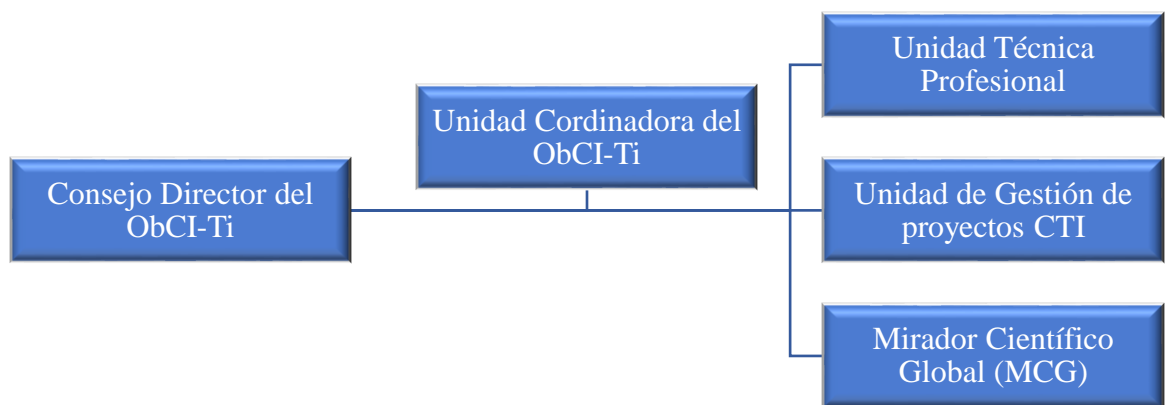 Consejo Director del
ObCI-Ti
Unidad Cordinadora del
ObCI-Ti
Unidad Técnica
Profesional
Unidad de Gestión de
proyectos CTI
Mirador Científico
Global (MCG)